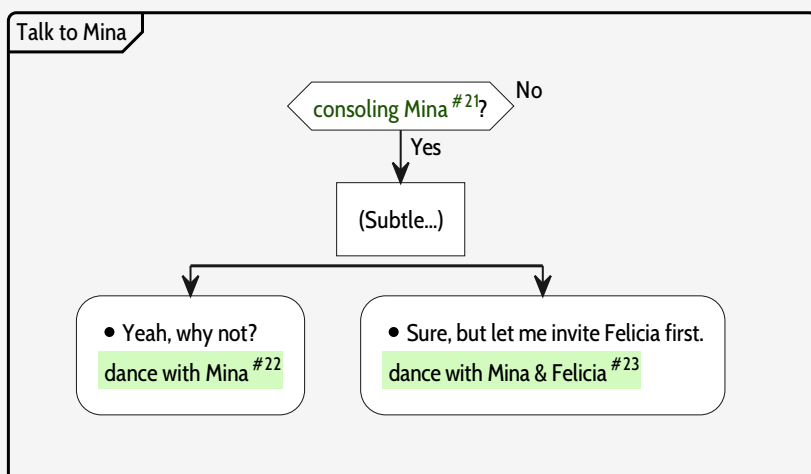 Talk to Mina
consoling Mina #21?
No
Yes
(Subtle...)
• Yeah, why not?
dance with Mina #22
• Sure, but let me invite Felicia first.
dance with Mina & Felicia #23